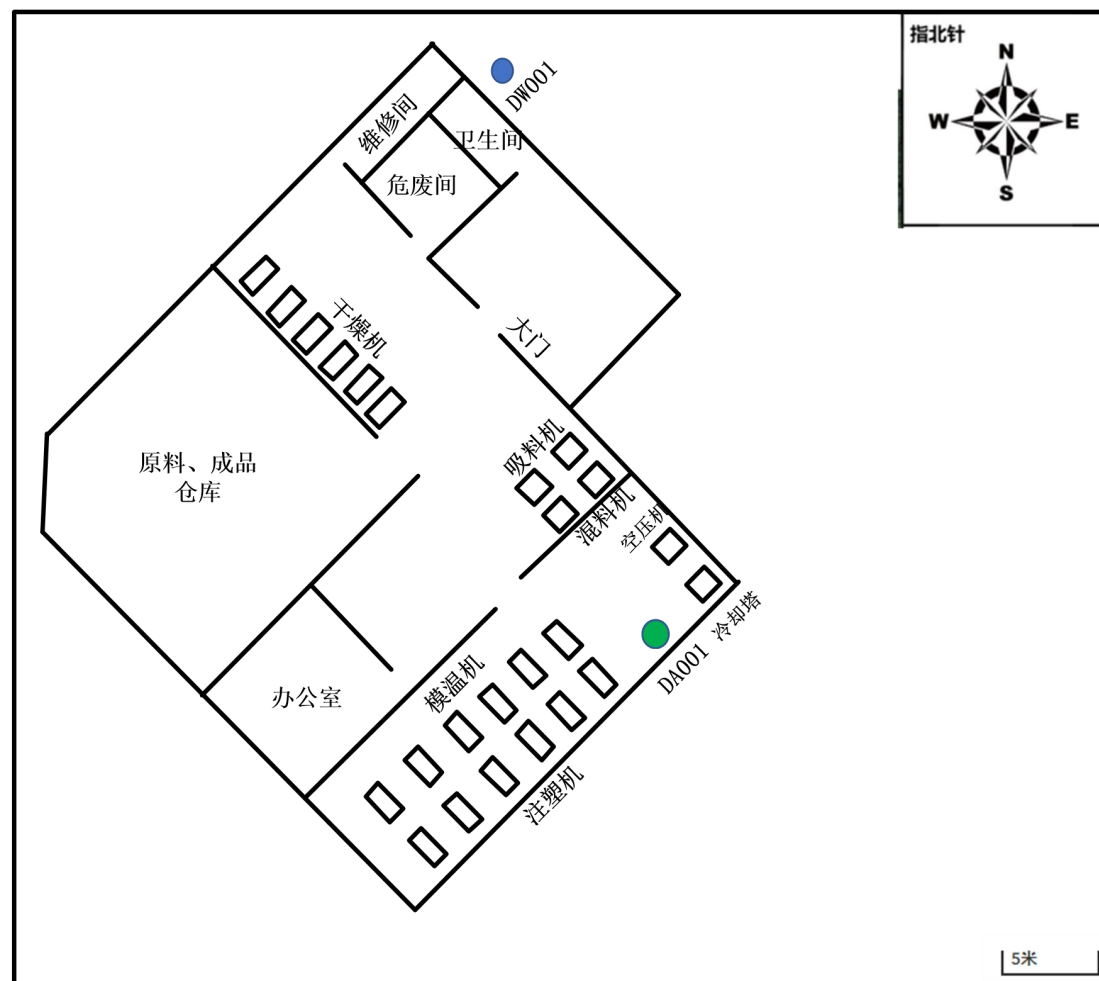 指北针
N
W
E
S
DW001
维修间
卫生间
危废间
干燥机
大门
原料、成品
仓库
吸料机
混料机
空压机
冷却塔
DA001
模温机
办公室
注塑机
5米